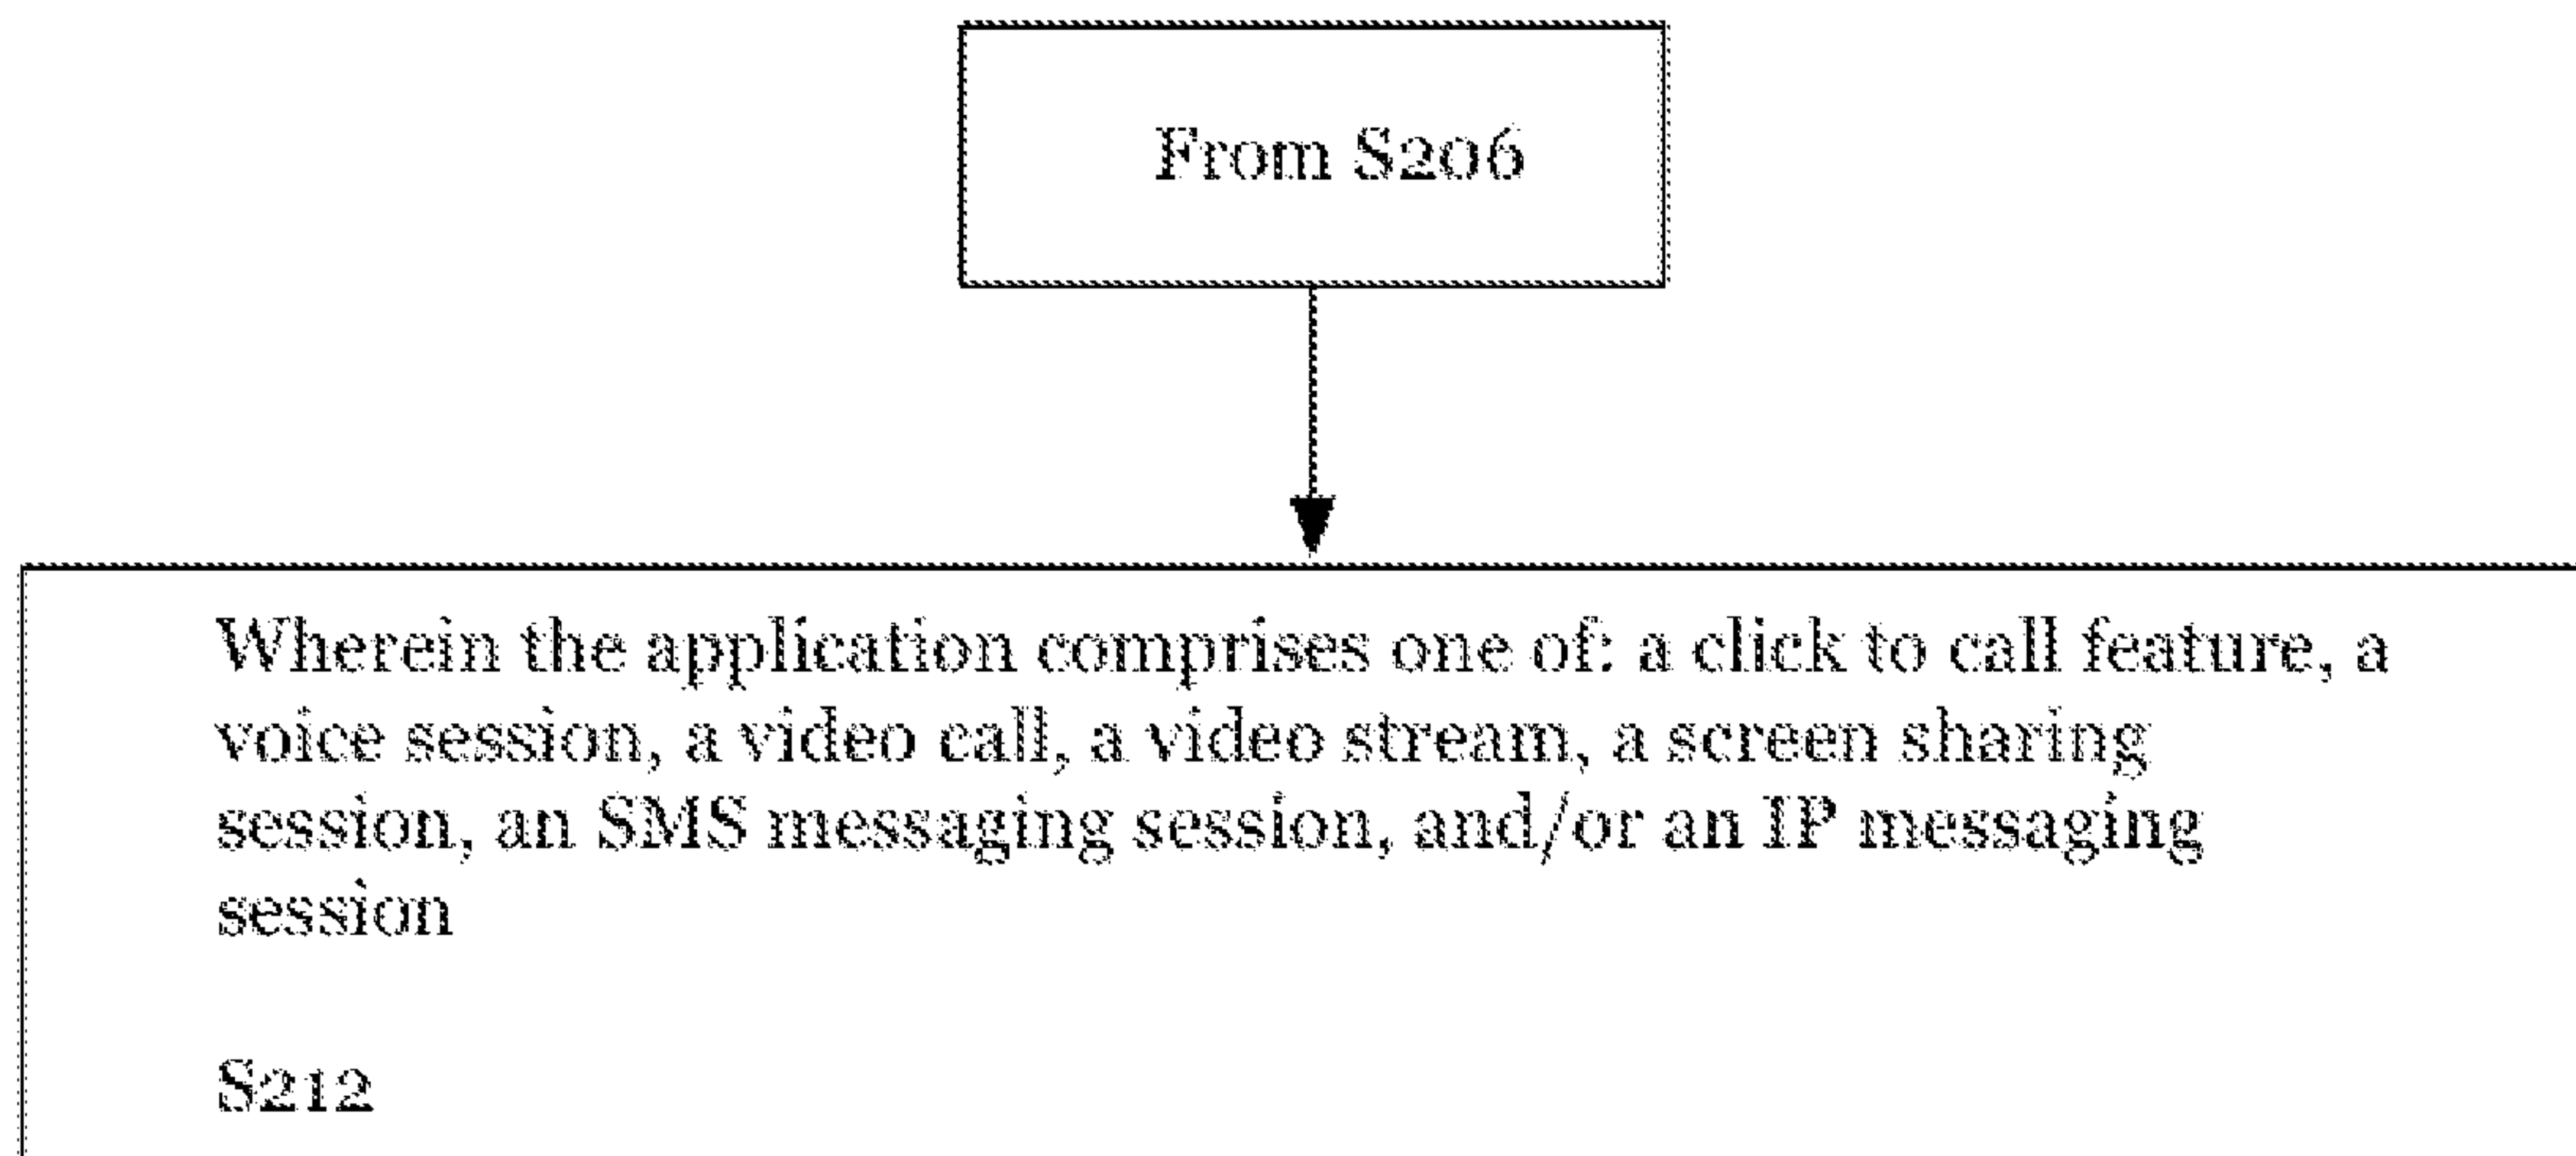 From S206
Wherein the application comprises one of: a click to call feature, a
voice session, a video call, a video stream, a screen sharing
session, an SMS messaging session, and/or an IP messaging
session
S212